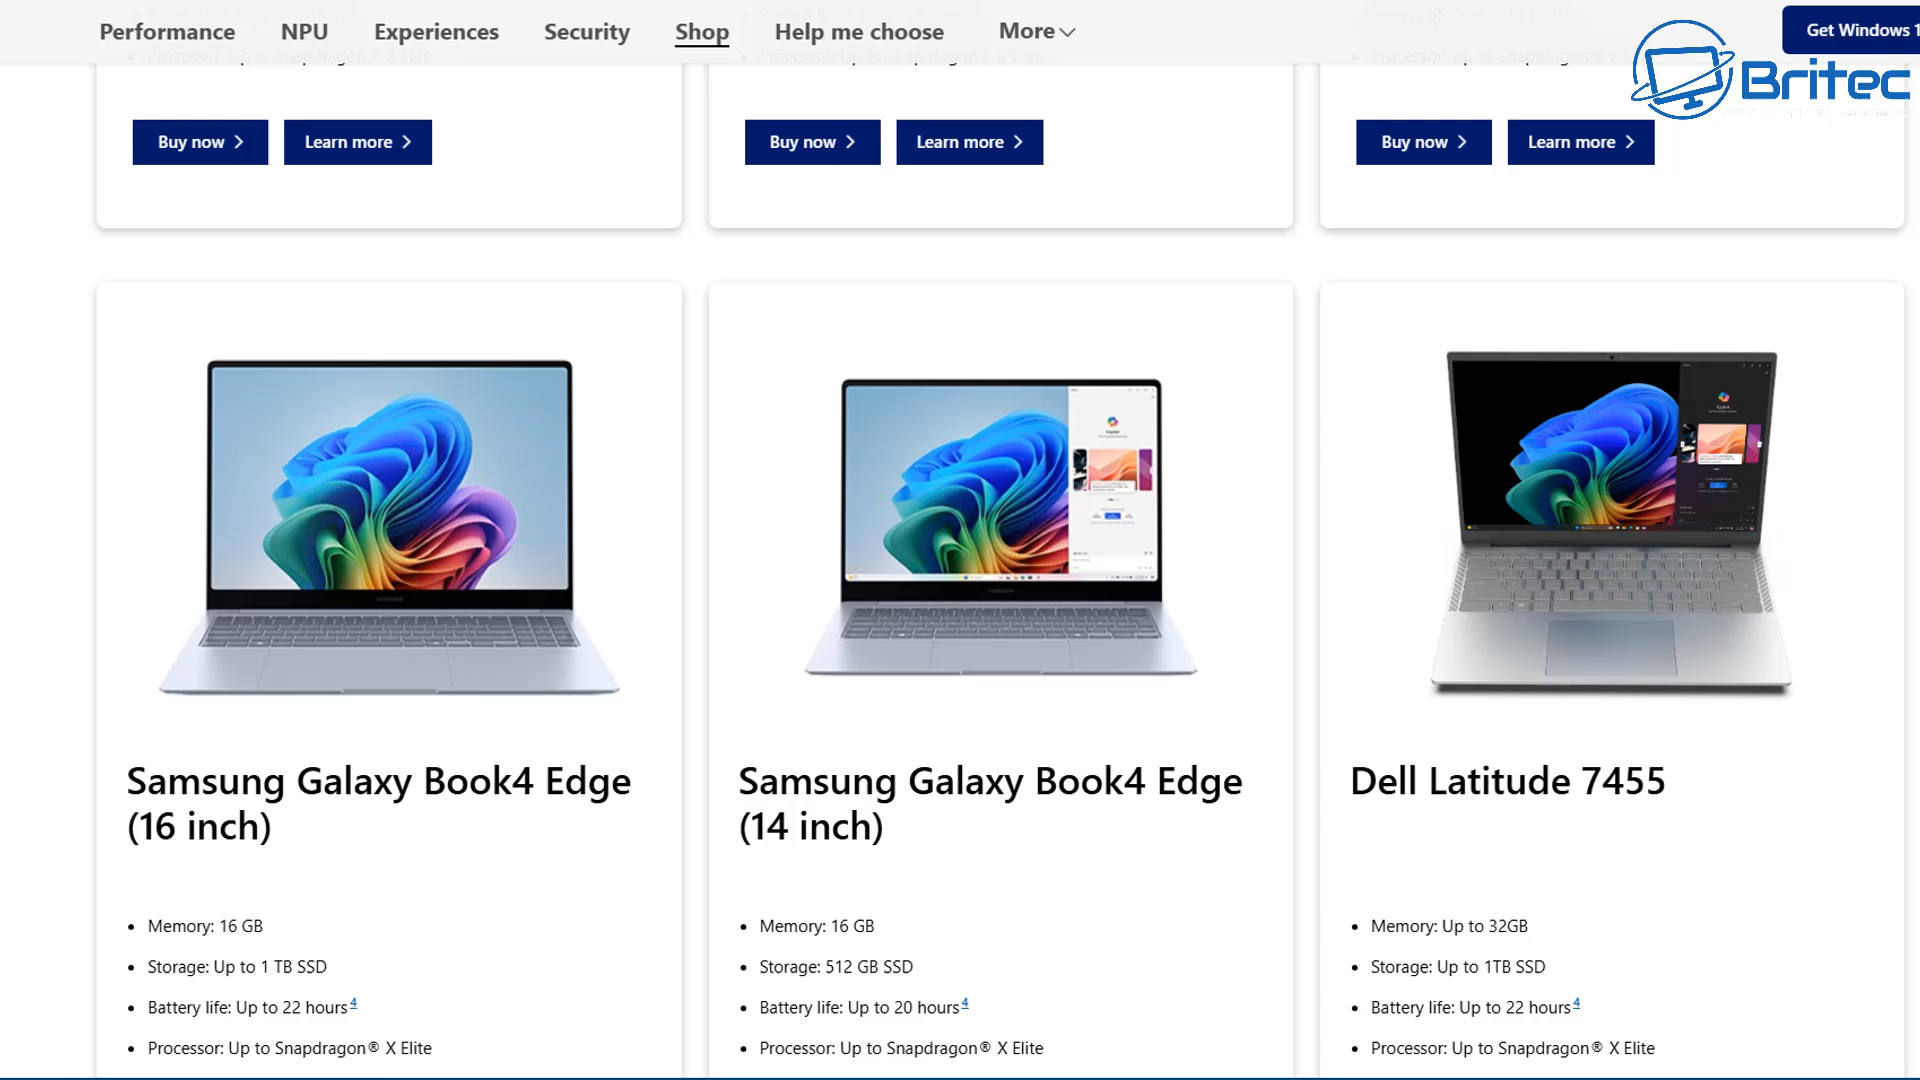 Performance NPU Experiences Security Shop Help me choose More Get Windows 1
Britec
Buy now Learn more Buy now Learn more Buy now Learn more
Samsung Galaxy Book4 Edge
(16 inch)
Memory: 16 GB
Storage: Up to 1 TB SSD
Battery life: Up to 22 hours4
Processor: Up to Snapdragon® X Elite
Samsung Galaxy Book4 Edge
(14 inch)
Memory: 16 GB
Storage: 512 GB SSD
Battery life: Up to 20 hours4
Processor: Up to Snapdragon® X Elite
Dell Latitude 7455
Memory: Up to 32GB
Storage: Up to 1TB SSD
Battery life: Up to 22 hours4
Processor: Up to Snapdragon® X Elite